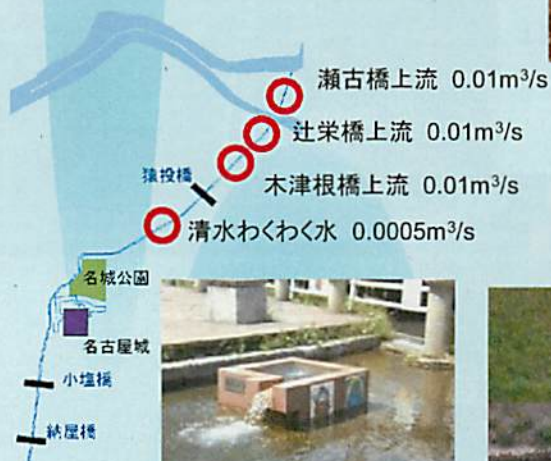 瀬古橋上流 0.01m³/s
辻栄橋上流 0.01m³/s
猿投橋
木津根橋上流 0.01m³/s
清水わくわく水 0.0005m³/s
名城公園
名古屋城
小塩橋
納屋橋